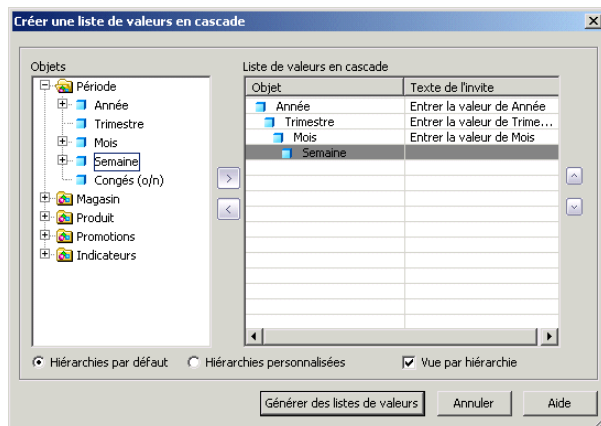 Créer une liste de valeurs en cascade
Objets
Période
Année
Trimestre
Mois
Semaine
Congés (o/n)
Magasin
Produit
Promotions
Indicateurs
Liste de valeurs en cascade
Objet Texte de l'invite
Année Entrer la valeur de Année
Trimestre Entrer la valeur de Trime...
Mois Entrer la valeur de Mois
Semaine
Hiérarchies par défaut Hiérarchies personnalisées Vue par hiérarchie
Générer des listes de valeurs Annuler Aide